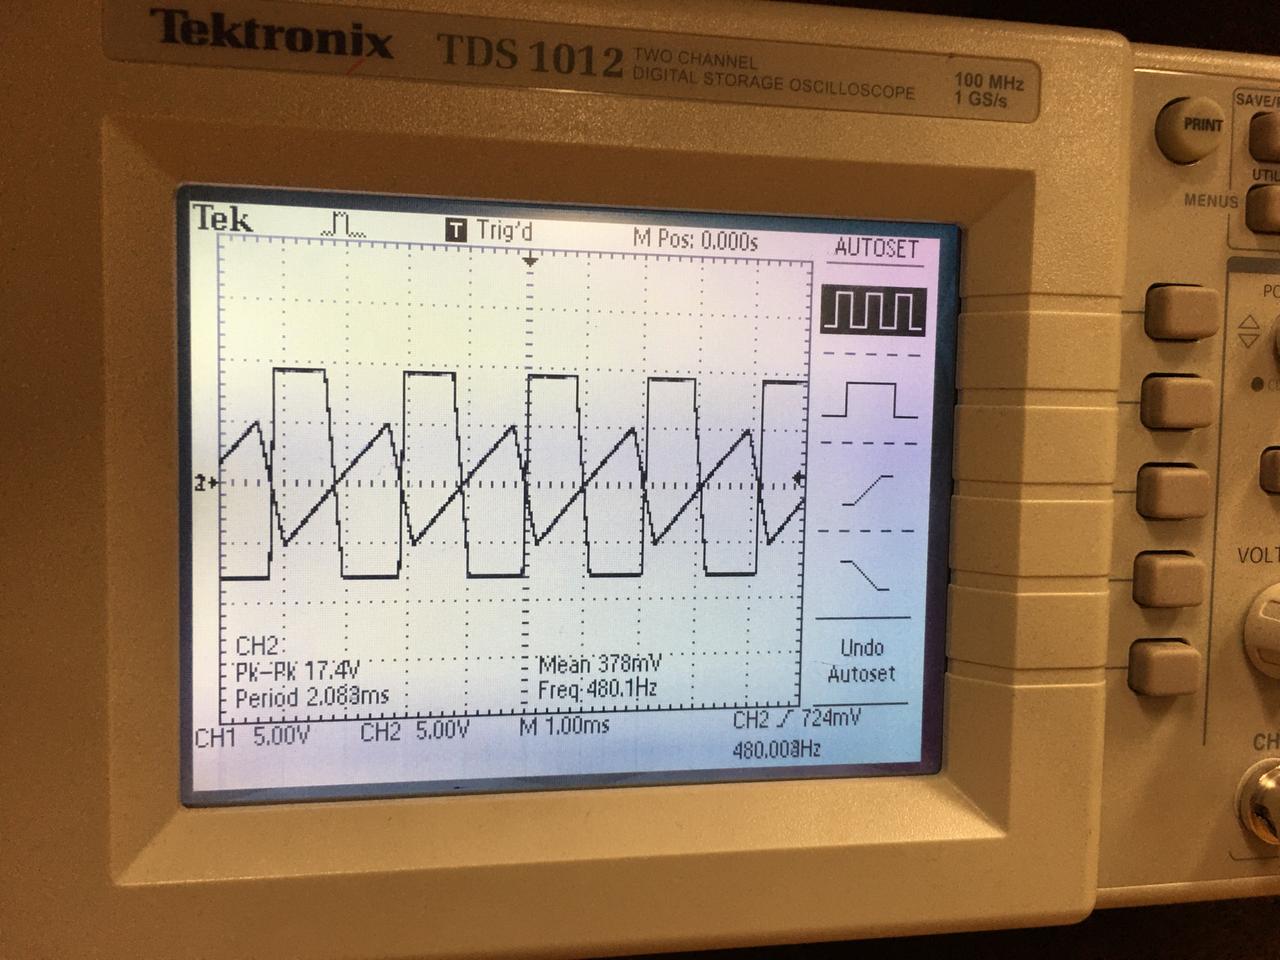 Tektronix TDS 1012 TWO CHANNEL
DIGITAL STORAGE OSCILLOSCOPE
100 MHz
1 GS/s
PRINT
MENUS
Tek T Trig'd M Pos: 0.000s AUTOSET
CH2:
Pk-Pk 17.4V
Period 2.083ms
Mean 378mV
Freq 480.1Hz
Undo
Autoset
CH1 5.00V CH2 5.00V M 1.00ms CH2 724mV